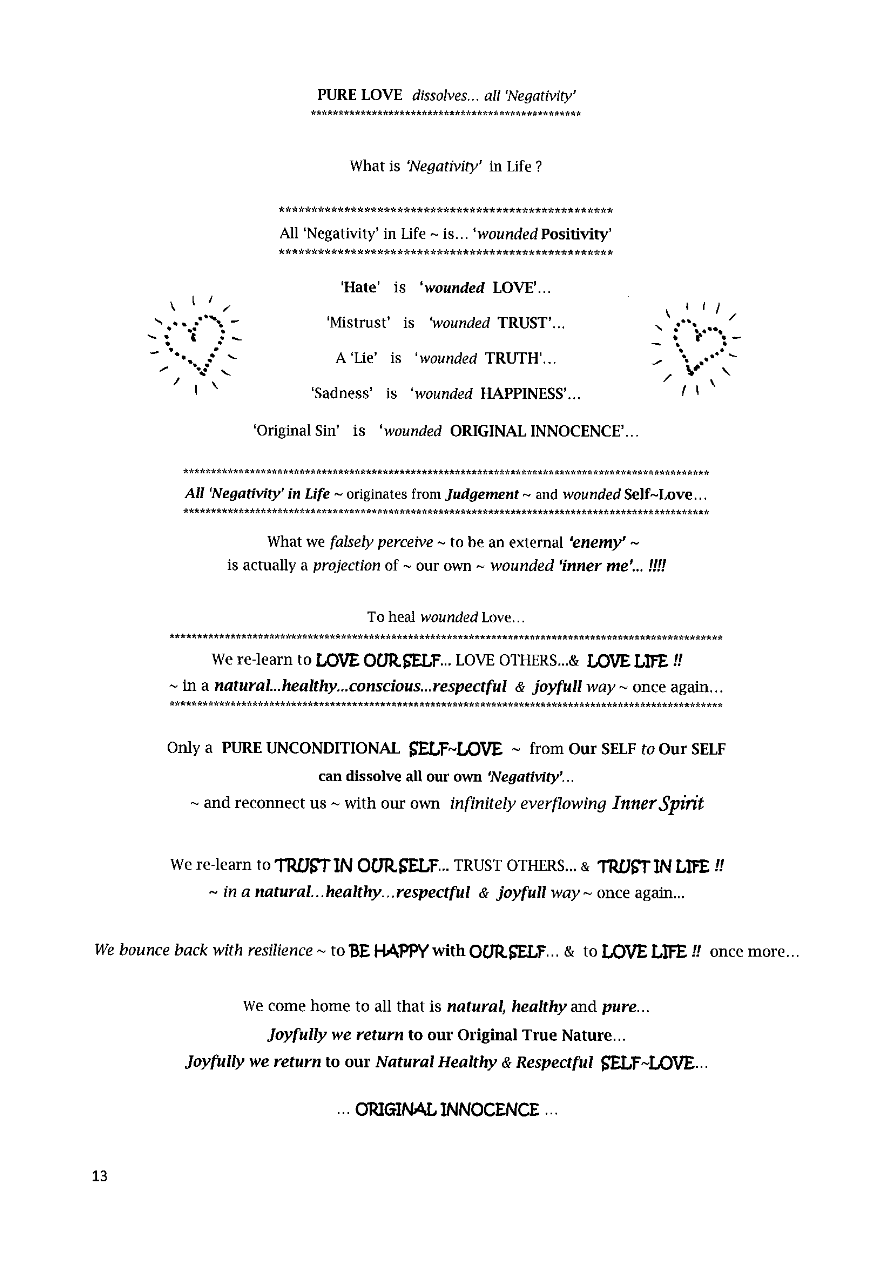 PURE LOVE dissolves... all 'Negativity'
************************************************
What is 'Negativity' in Life ?
***************************************************
All 'Negativity' in Life ~ is... 'wounded Positivity'
***************************************************
'Hate' is 'wounded LOVE'...
'Mistrust' is 'wounded TRUST'...
A 'Lie' is 'wounded TRUTH'...
'Sadness' is 'wounded HAPPINESS'...
'Original Sin' is 'wounded ORIGINAL INNOCENCE'...
***********************************************************************************************
All 'Negativity' in Life ~ originates from Judgement ~ and wounded Self~Love...
***********************************************************************************************
What we falsely perceive ~ to be an external 'enemy' ~
is actually a projection of ~ our own ~ wounded 'inner me'... !!!!
To heal wounded Love...
****************************************************************************************************
We re-learn to LOVE OURSELF... LOVE OTHERS...& LOVE LIFE !!
~ in a natural...healthy...conscious...respectful & joyfull way ~ once again...
****************************************************************************************************
Only a PURE UNCONDITIONAL SELF~LOVE ~ from Our SELF to Our SELF
can dissolve all our own 'Negativity'...
~ and reconnect us ~ with our own infinitely everflowing Inner Spirit
We re-learn to TRUST IN OURSELF... TRUST OTHERS... & TRUST IN LIFE !!
~ in a natural...healthy...respectful & joyfull way ~ once again...
We bounce back with resilience ~ to BE HAPPY with OURSELF... & to LOVE LIFE !! once more...
We come home to all that is natural, healthy and pure...
Joyfully we return to our Original True Nature...
Joyfully we return to our Natural Healthy & Respectful SELF~LOVE...
... ORIGINAL INNOCENCE ...
13